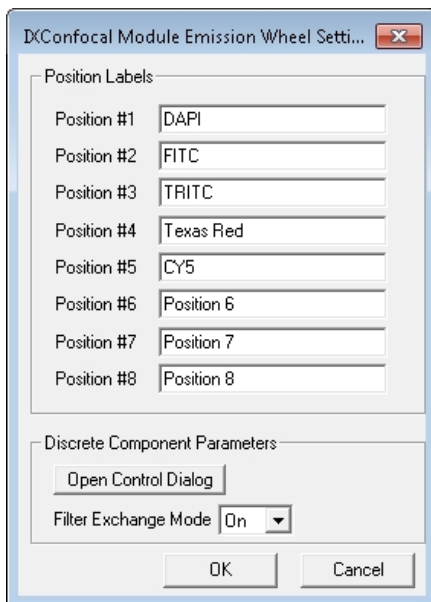 IXConfocal Module Emission Wheel Setti...
Position Labels
Position #1 DAPI
Position #2 FITC
Position #3 TRITC
Position #4 Texas Red
Position #5 CY5
Position #6 Position 6
Position #7 Position 7
Position #8 Position 8
Discrete Component Parameters
Open Control Dialog
Filter Exchange Mode On
OK Cancel